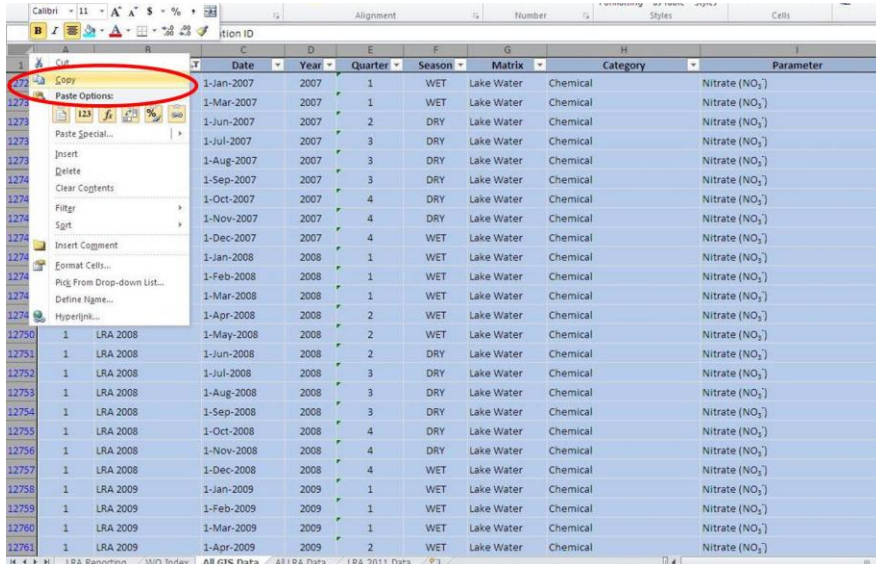 Calibri 11 A A $ % ,
B I A
Alignment Number Styles Cells
tion ID
A B C D E F G H I
1 Date Year Quarter Season Matrix Category Parameter
Cut
Copy
Paste Options:
123 fx %
Paste Special...
Insert
Delete
Clear Contents
Filter
Sort
Insert Comment
Format Cells...
Pick From Drop-down List...
Define Name...
Hyperlink...
1-Jan-2007 2007 1 WET Lake Water Chemical Nitrate (NO₃⁻)
1-Mar-2007 2007 1 WET Lake Water Chemical Nitrate (NO₃⁻)
1-Jun-2007 2007 2 DRY Lake Water Chemical Nitrate (NO₃⁻)
1-Jul-2007 2007 3 DRY Lake Water Chemical Nitrate (NO₃⁻)
1-Aug-2007 2007 3 DRY Lake Water Chemical Nitrate (NO₃⁻)
1-Sep-2007 2007 3 DRY Lake Water Chemical Nitrate (NO₃⁻)
1-Oct-2007 2007 4 DRY Lake Water Chemical Nitrate (NO₃⁻)
1-Nov-2007 2007 4 DRY Lake Water Chemical Nitrate (NO₃⁻)
1-Dec-2007 2007 4 WET Lake Water Chemical Nitrate (NO₃⁻)
1-Jan-2008 2008 1 WET Lake Water Chemical Nitrate (NO₃⁻)
1-Feb-2008 2008 1 WET Lake Water Chemical Nitrate (NO₃⁻)
1-Mar-2008 2008 1 WET Lake Water Chemical Nitrate (NO₃⁻)
1-Apr-2008 2008 2 WET Lake Water Chemical Nitrate (NO₃⁻)
12750 1 LRA 2008 1-May-2008 2008 2 WET Lake Water Chemical Nitrate (NO₃⁻)
12751 1 LRA 2008 1-Jun-2008 2008 2 DRY Lake Water Chemical Nitrate (NO₃⁻)
12752 1 LRA 2008 1-Jul-2008 2008 3 DRY Lake Water Chemical Nitrate (NO₃⁻)
12753 1 LRA 2008 1-Aug-2008 2008 3 DRY Lake Water Chemical Nitrate (NO₃⁻)
12754 1 LRA 2008 1-Sep-2008 2008 3 DRY Lake Water Chemical Nitrate (NO₃⁻)
12755 1 LRA 2008 1-Oct-2008 2008 4 DRY Lake Water Chemical Nitrate (NO₃⁻)
12756 1 LRA 2008 1-Nov-2008 2008 4 DRY Lake Water Chemical Nitrate (NO₃⁻)
12757 1 LRA 2008 1-Dec-2008 2008 4 WET Lake Water Chemical Nitrate (NO₃⁻)
12758 1 LRA 2009 1-Jan-2009 2009 1 WET Lake Water Chemical Nitrate (NO₃⁻)
12759 1 LRA 2009 1-Feb-2009 2009 1 WET Lake Water Chemical Nitrate (NO₃⁻)
12760 1 LRA 2009 1-Mar-2009 2009 1 WET Lake Water Chemical Nitrate (NO₃⁻)
12761 1 LRA 2009 1-Apr-2009 2009 2 WET Lake Water Chemical Nitrate (NO₃⁻)
LRA Reporting WQ Index All GIS Data All LRA Data LRA 2011 Data